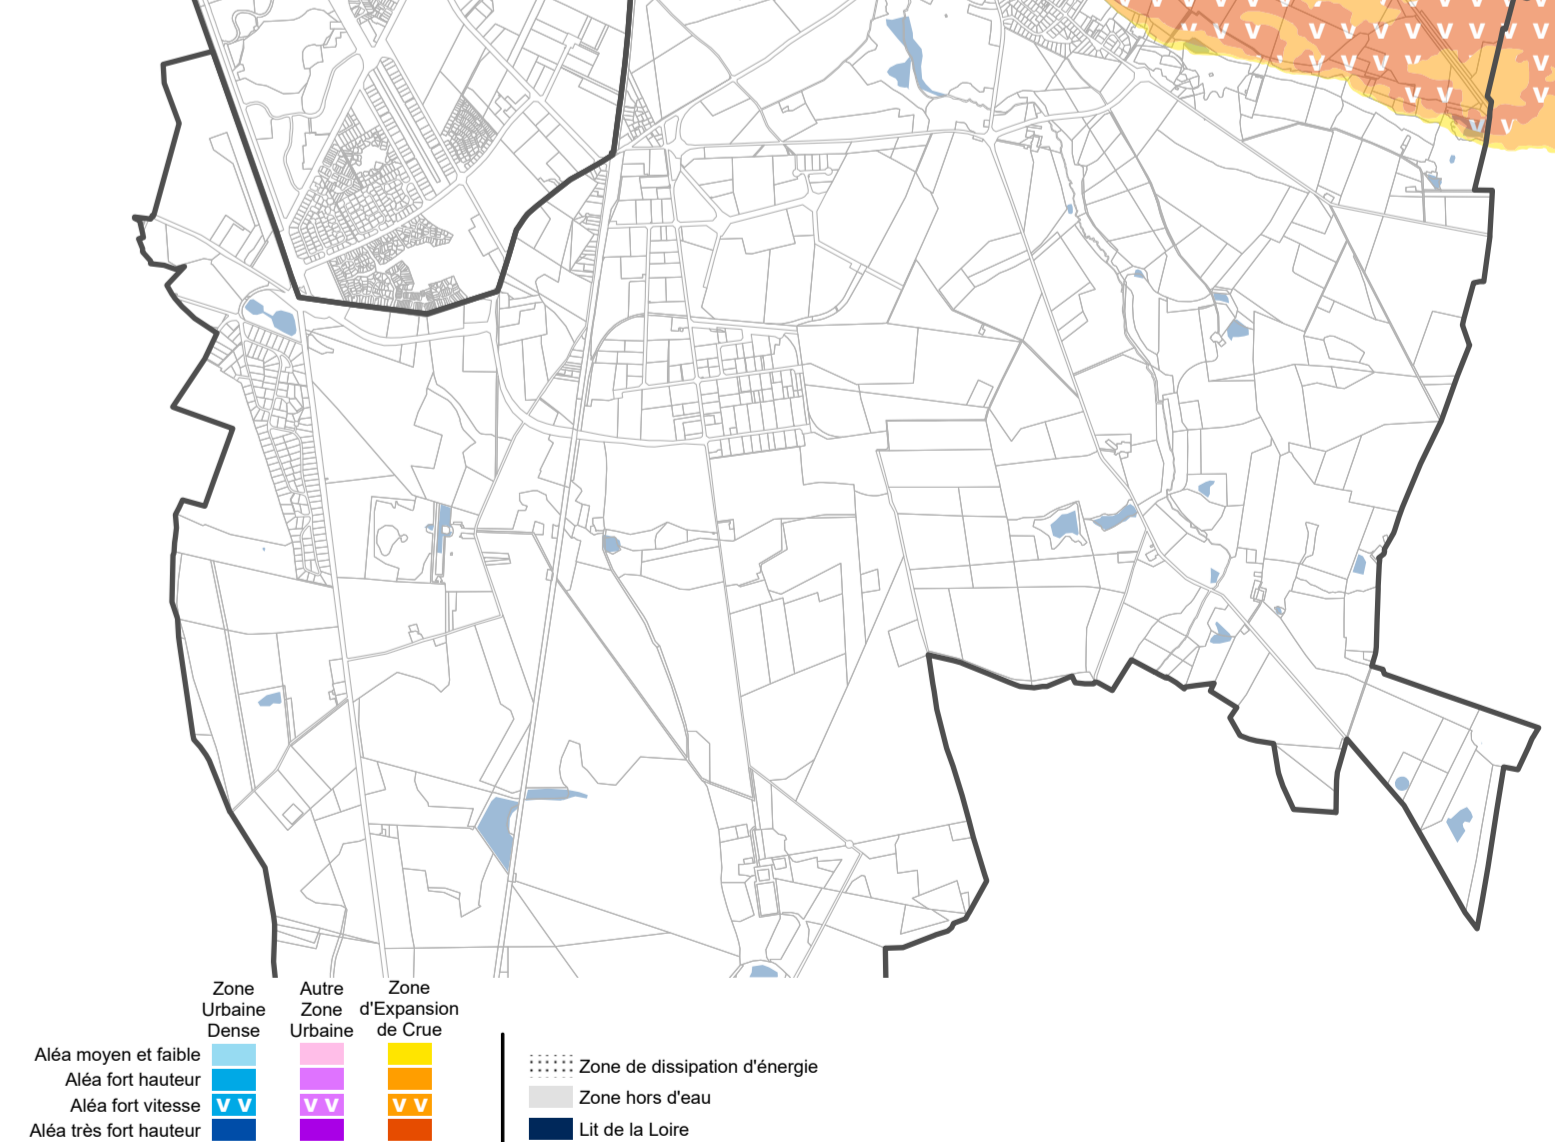 Zone
Urbaine
Dense
Autre
Zone
Urbaine
Zone
d'Expansion
de Crue
Aléa moyen et faible
Aléa fort hauteur
Aléa fort vitesse
V V
V V
V V
Aléa très fort hauteur
Zone de dissipation d'énergie
Zone hors d'eau
Lit de la Loire